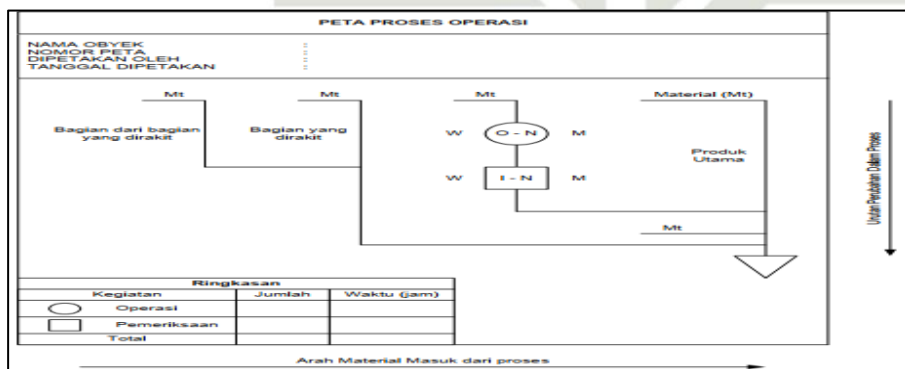 PETA PROSES OPERASI
NAMA OBYEK :
NOMOR PETA :
DIPETAKAN OLEH :
TANGGAL DIPETAKAN :
Mt Mt Mt Material (Mt)
Bagian dari bagian yang dirakit
Bagian yang dirakit
W O - N M
Produk Utama
W I - N M
Mt
Urutan Perubahan Dalam Proses
Ringkasan
Kegiatan Jumlah Waktu (jam)
Operasi
Pemeriksaan
Total
Arah Material Masuk dari proses